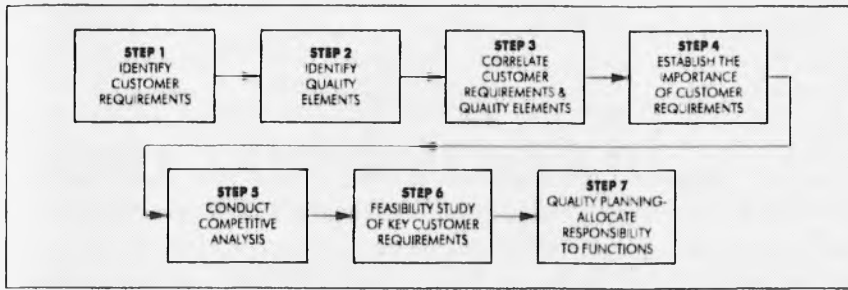 STEP 1
IDENTIFY
CUSTOMER
REQUIREMENTS
STEP 2
IDENTIFY
QUALITY
ELEMENTS
STEP 3
CORRELATE
CUSTOMER
REQUIREMENTS &
QUALITY ELEMENTS
STEP 4
ESTABLISH THE
IMPORTANCE
OF CUSTOMER
REQUIREMENTS
STEP 5
CONDUCT
COMPETITIVE
ANALYSIS
STEP 6
FEASIBILITY STUDY
OF KEY CUSTOMER
REQUIREMENTS
STEP 7
QUALITY PLANNING-
ALLOCATE
RESPONSIBILITY
TO FUNCTIONS